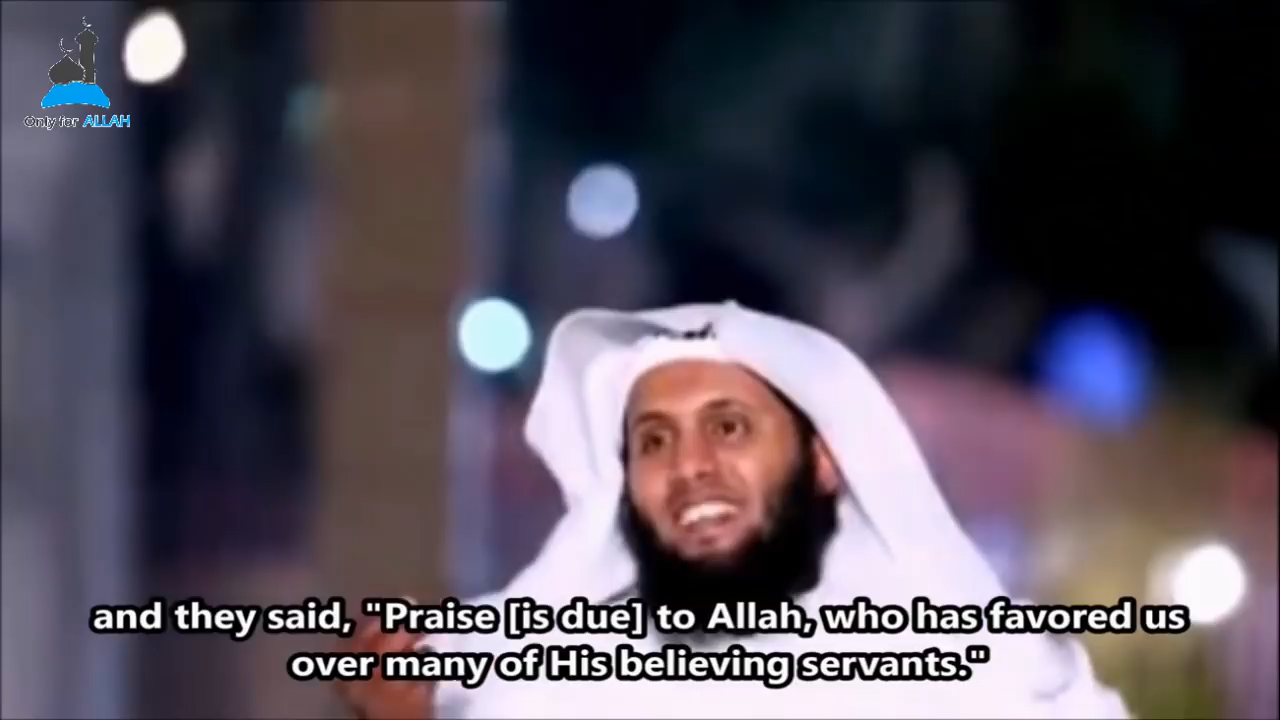 Only for ALLAH
and they said, "Praise [is due] to Allah, who has favored us
over many of His believing servants."